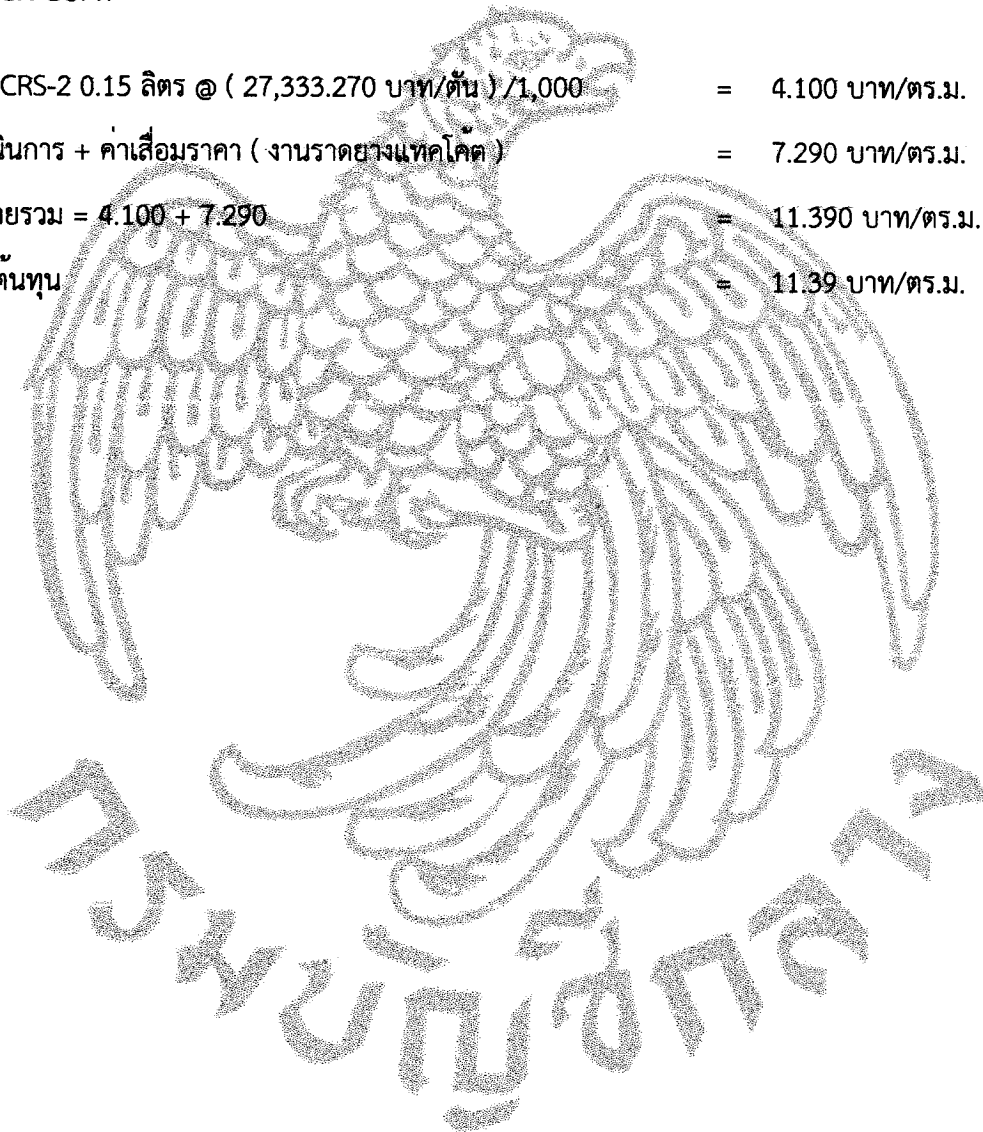 CRS-2 0.15 ลิตร @ ( 27,333.270 บาท/ตัน ) /1,000 = 4.100 บาท/ตร.ม.
นินการ + ค่าเสื่อมราคา ( งานราดยางแทคโค้ต ) = 7.290 บาท/ตร.ม.
ายรวม = 4.100 + 7.290 = 11.390 บาท/ตร.ม.
ต้นทุน = 11.39 บาท/ตร.ม.
กรมบัญชีกลาง